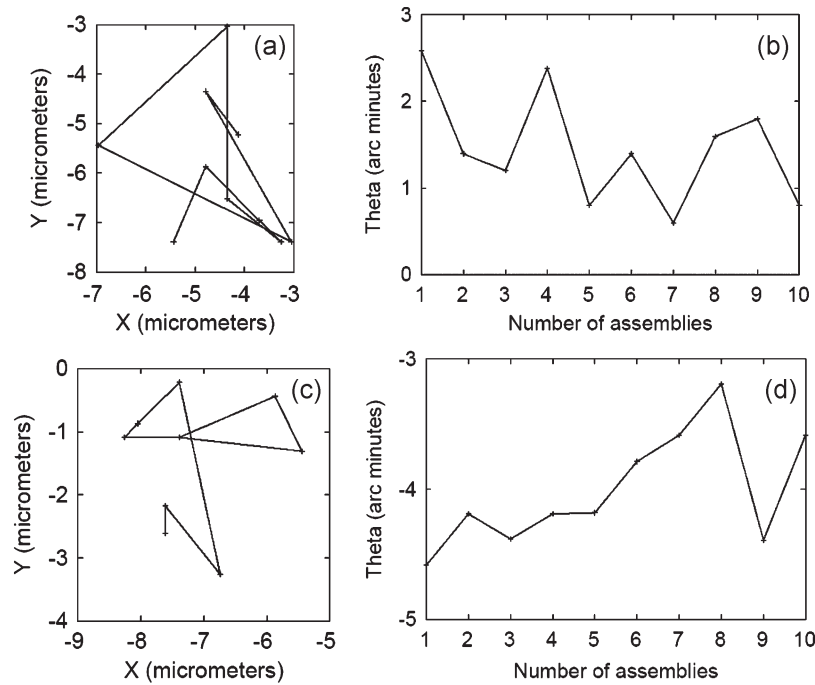 (a)
-3
-4
-5
-6
-7
-8
Y (micrometers)
-7 -6 -5 -4 -3
X (micrometers)
(b)
3
2
1
0
Theta (arc minutes)
1 2 3 4 5 6 7 8 9 10
Number of assemblies
(c)
0
-1
-2
-3
-4
Y (micrometers)
-9 -8 -7 -6 -5
X (micrometers)
(d)
-3
-4
-5
Theta (arc minutes)
1 2 3 4 5 6 7 8 9 10
Number of assemblies